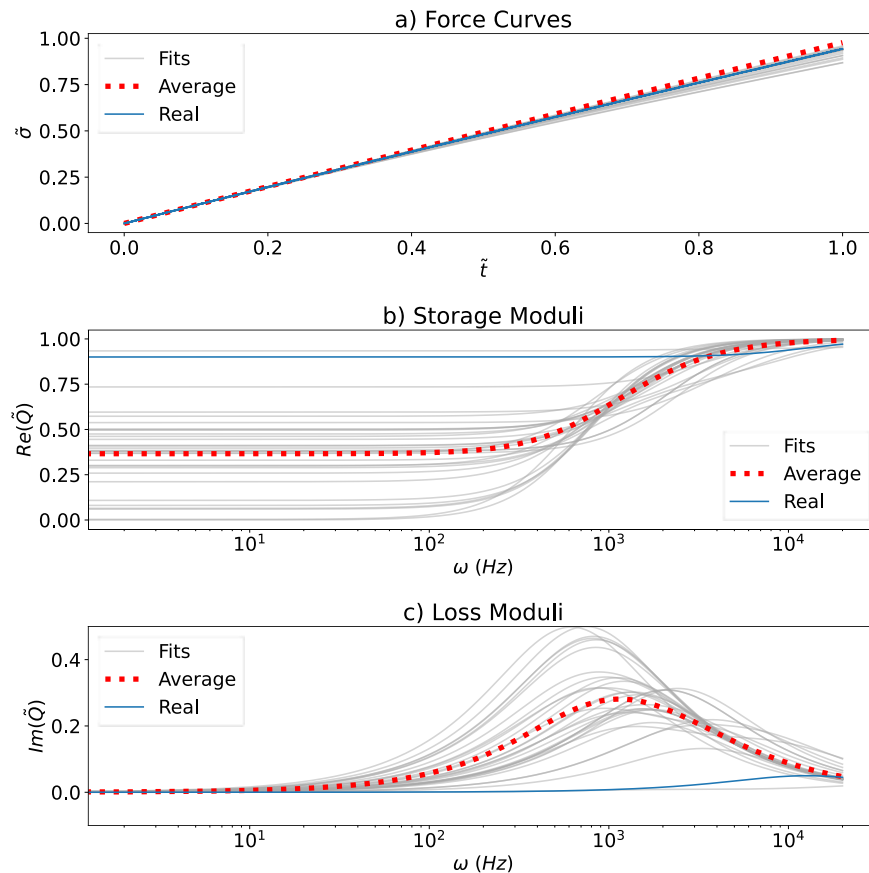 a) Force Curves
1.00
0.75
0.50
0.25
0.00
σ̃
Fits
Average
Real
0.0 0.2 0.4 0.6 0.8 1.0
t̃
b) Storage Moduli
1.00
0.75
0.50
0.25
0.00
Re(Q̃)
Fits
Average
Real
10¹ 10² 10³ 10⁴
ω (Hz)
c) Loss Moduli
0.4
0.2
0.0
Im(Q̃)
Fits
Average
Real
10¹ 10² 10³ 10⁴
ω (Hz)